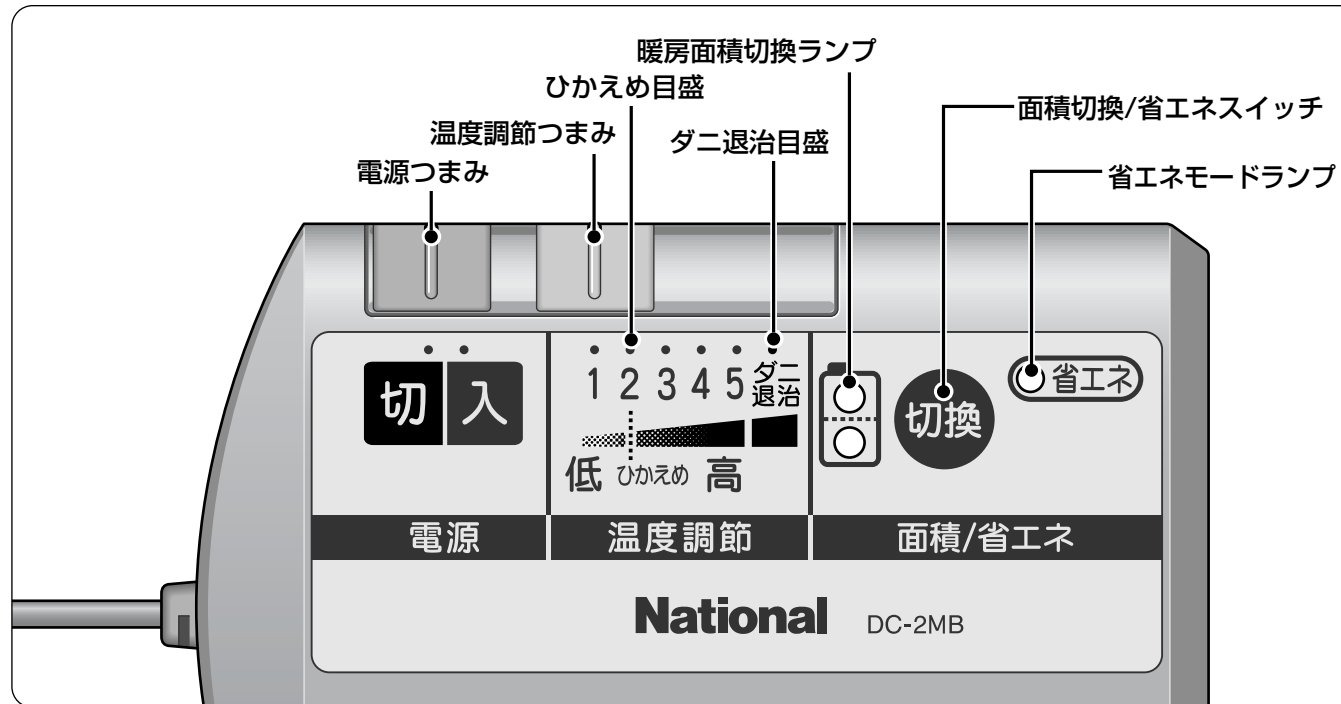 暖房面積切換ランプ
ひかえめ目盛
面積切換/省エネスイッチ
温度調節つまみ
ダニ退治目盛
電源つまみ
省エネモードランプ
切 入
1 2 3 4 5 ダニ退治
切換
省エネ
低 ひかえめ 高
電源 温度調節 面積/省エネ
National DC-2MB